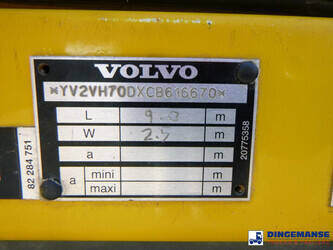 VOLVO
*YV2VH70DXCB616670*
L 9.0 m
W 2.5 m
a m
a mini m
maxi m
82 284 751
20775358
DINGEMANSE